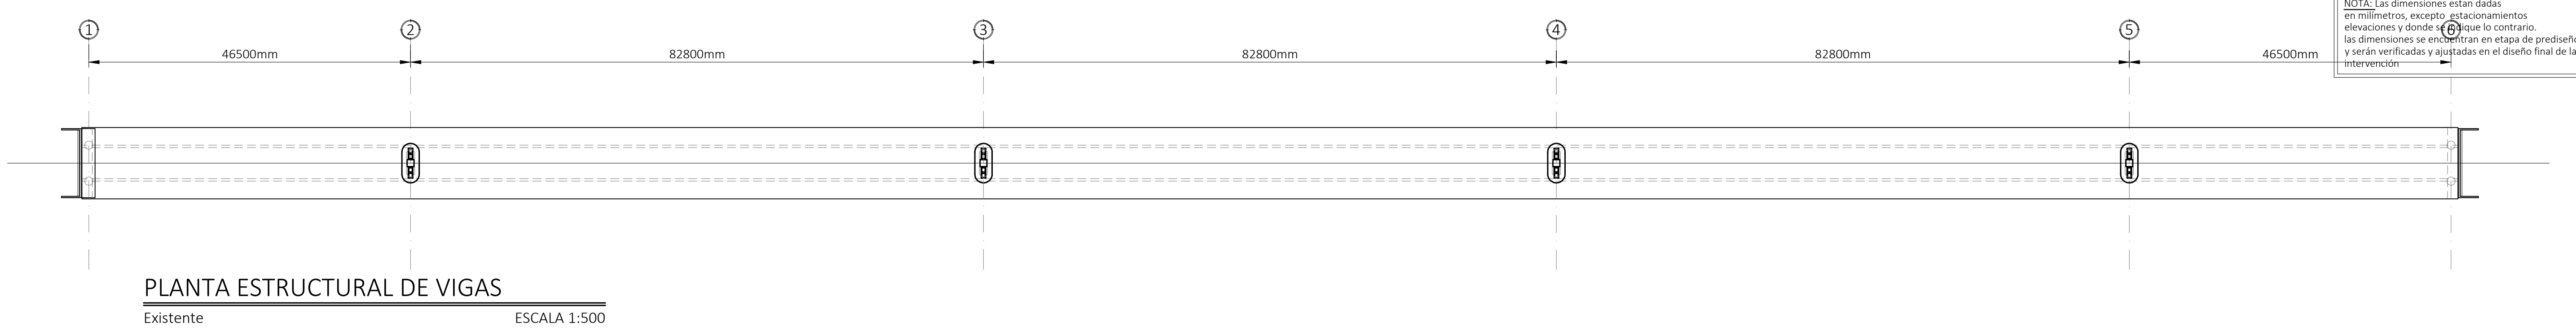 1 2 3 4 5 6
46500mm 82800mm 82800mm 82800mm 46500mm
NOTA: Las dimensiones estan dadas
en milímetros, excepto estacionamientos
elevaciones y donde se indique lo contrario.
las dimensiones se encuentran en etapa de prediseño
y serán verificadas y ajustadas en el diseño final de la
intervención
PLANTA ESTRUCTURAL DE VIGAS
Existente ESCALA 1:500